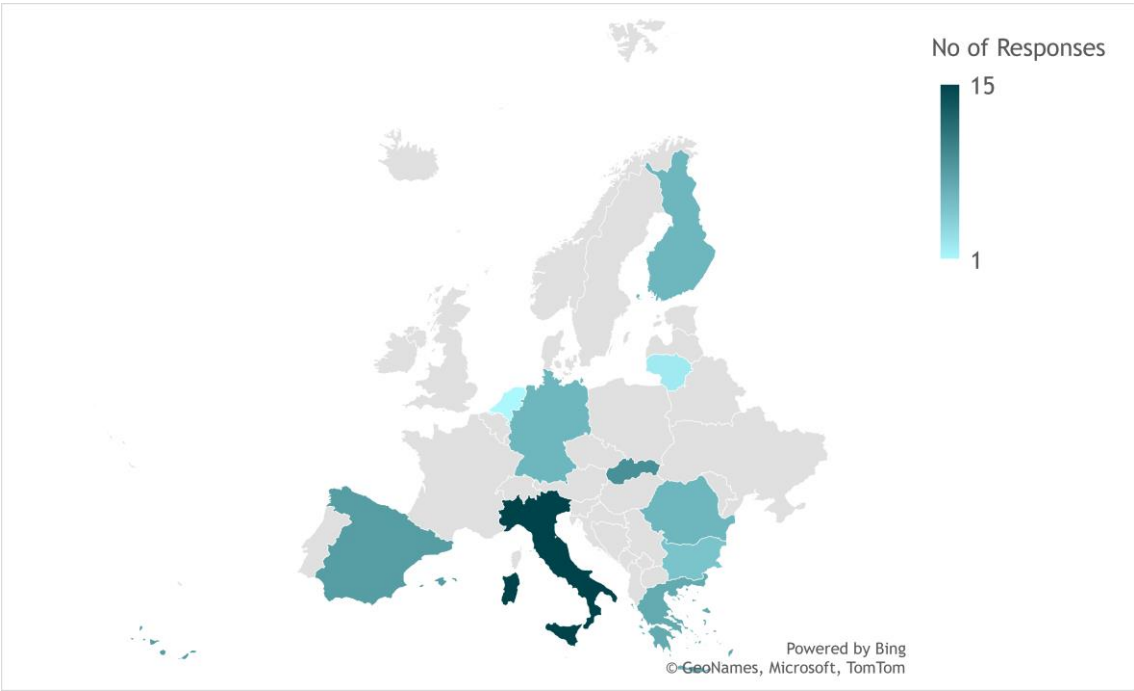 No of Responses
15
1
Powered by Bing
© GeoNames, Microsoft, TomTom